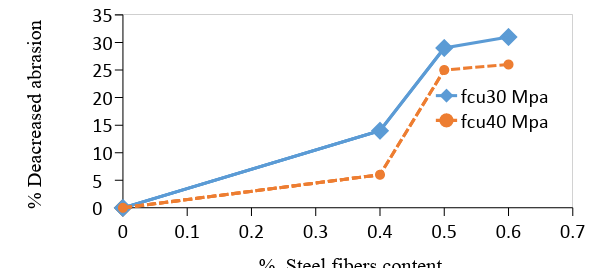 % Deacreased abrasion
35
30
25
20
15
10
5
0
0 0.1 0.2 0.3 0.4 0.5 0.6 0.7
fcu30 Mpa
fcu40 Mpa
% Steel fibers content